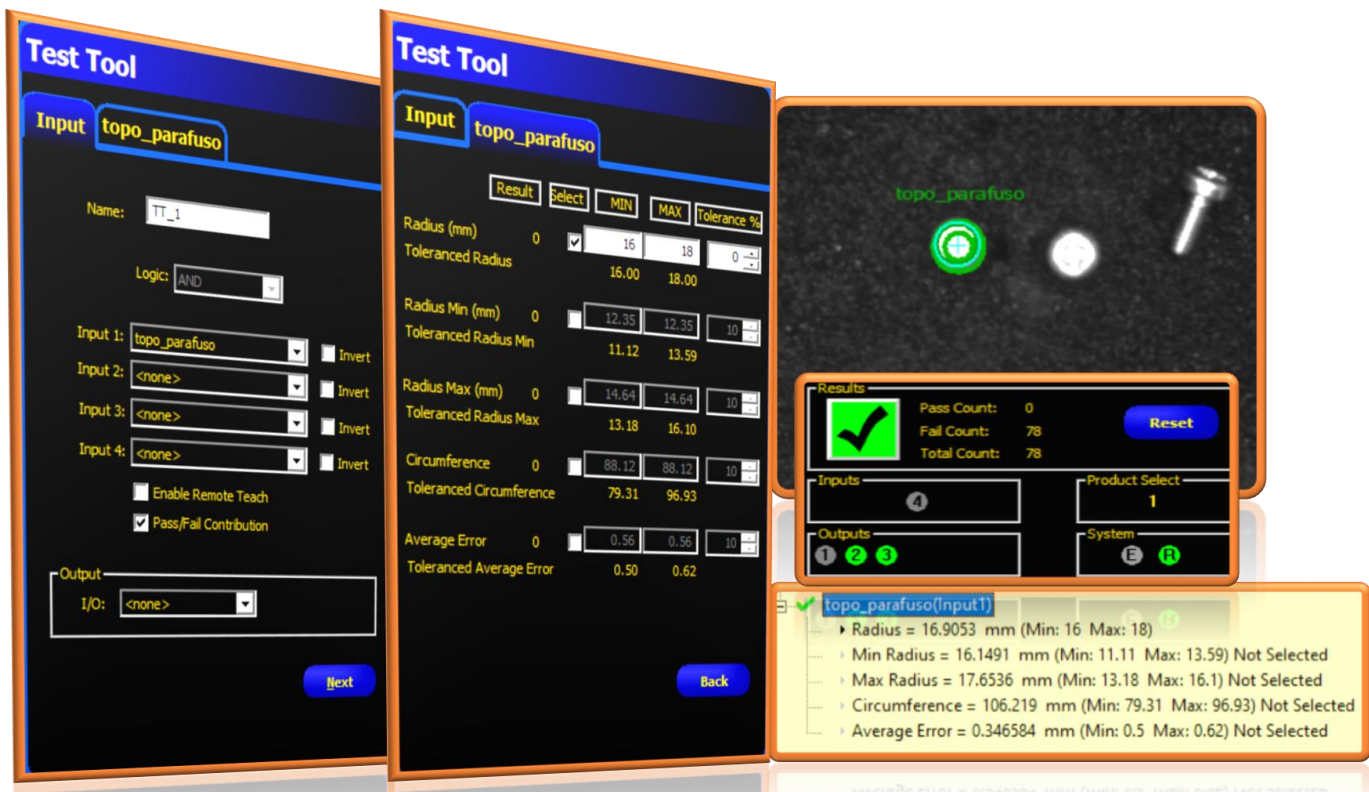 Test Tool
Input topo_parafuso
Name: TT_1
Logic: AND
Input 1: topo_parafuso Invert
Input 2: <none> Invert
Input 3: <none> Invert
Input 4: <none> Invert
Enable Remote Teach
Pass/Fail Contribution
Output
I/O: <none>
Next
Test Tool
Input topo_parafuso
Result Select MIN MAX Tolerance %
Radius (mm) 0 16 18 0
Toleranced Radius 16.00 18.00
Radius Min (mm) 0 12.35 12.35 10
Toleranced Radius Min 11.12 13.59
Radius Max (mm) 0 14.64 14.64 10
Toleranced Radius Max 13.18 16.10
Circumference 0 88.12 88.12 10
Toleranced Circumference 79.31 96.93
Average Error 0 0.56 0.56 10
Toleranced Average Error 0.50 0.62
Back
topo_parafuso
Results
Pass Count: 0
Fail Count: 78
Total Count: 78
Reset
Inputs
4
Product Select
1
Outputs
1 2 3
System
E R
topo_parafuso(Input1)
Radius = 16.9053 mm (Min: 16 Max: 18)
Min Radius = 16.1491 mm (Min: 11.11 Max: 13.59) Not Selected
Max Radius = 17.6536 mm (Min: 13.18 Max: 16.1) Not Selected
Circumference = 106.219 mm (Min: 79.31 Max: 96.93) Not Selected
Average Error = 0.346584 mm (Min: 0.5 Max: 0.62) Not Selected